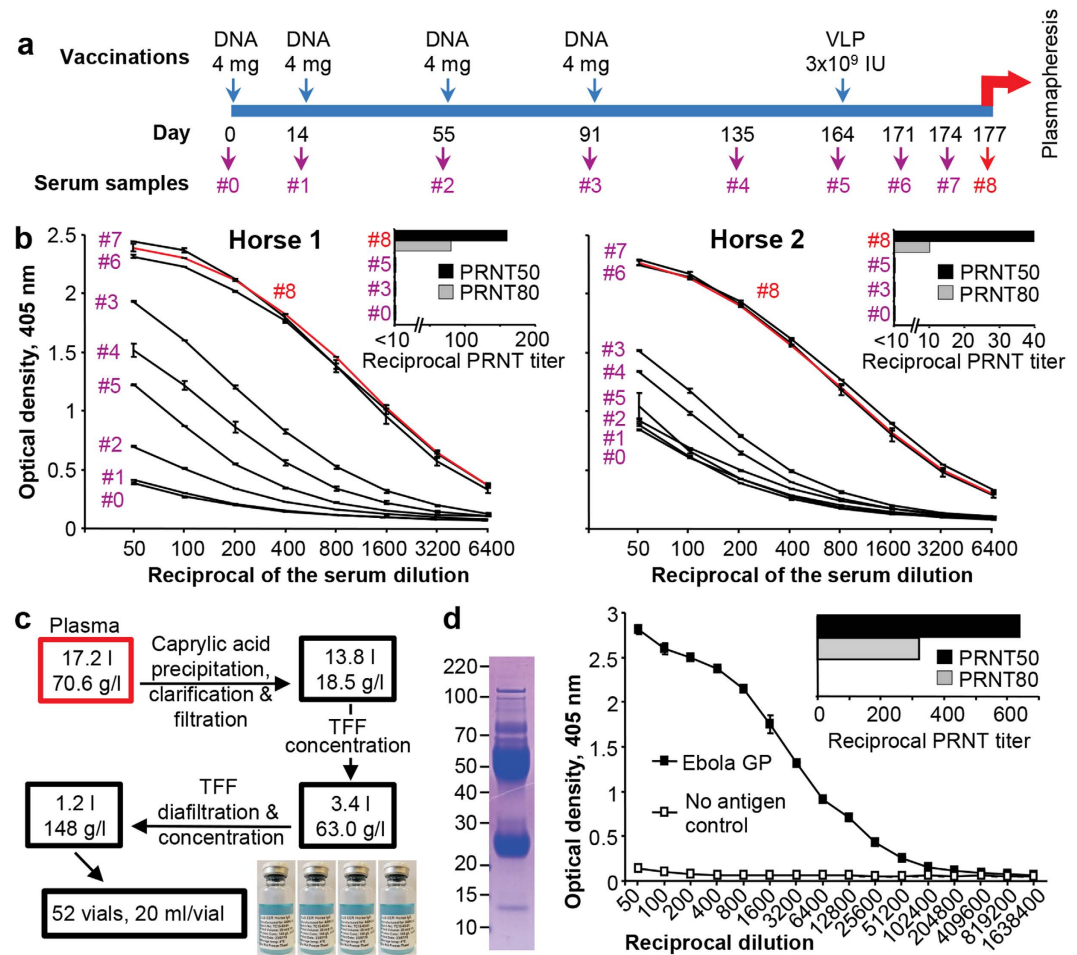 a
DNA DNA DNA DNA VLP
Vaccinations 4 mg 4 mg 4 mg 4 mg 3x10⁹ IU
Plasmapheresis
Day 0 14 55 91 135 164 171 174 177
Serum samples #0 #1 #2 #3 #4 #5 #6 #7 #8
b
Horse 1
Optical density, 405 nm
2.5
2
1.5
1
0.5
0
#7
#6
#3
#4
#5
#2
#1
#0
#8
50 100 200 400 800 1600 3200 6400
Reciprocal of the serum dilution
#8
#5
#3
#0
PRNT50
PRNT80
<10 100 200
Reciprocal PRNT titer
Horse 2
#7
#6
#3
#4
#5
#2
#1
#0
#8
50 100 200 400 800 1600 3200 6400
Reciprocal of the serum dilution
#8
#5
#3
#0
PRNT50
PRNT80
<10 10 20 30 40
Reciprocal PRNT titer
c
Plasma
17.2 l
70.6 g/l
Caprylic acid
precipitation,
clarification &
filtration
13.8 l
18.5 g/l
TFF
concentration
3.4 l
63.0 g/l
TFF
diafiltration &
concentration
1.2 l
148 g/l
52 vials, 20 ml/vial
d
220
100
70
50
40
30
20
15
10
Optical density, 405 nm
3
2.5
2
1.5
1
0.5
0
Ebola GP
No antigen
control
50 100 200 400 800 1600 3200 6400 12800 25600 51200 102400 204800 409600 819200 1638400
Reciprocal dilution
PRNT50
PRNT80
0 200 400 600
Reciprocal PRNT titer